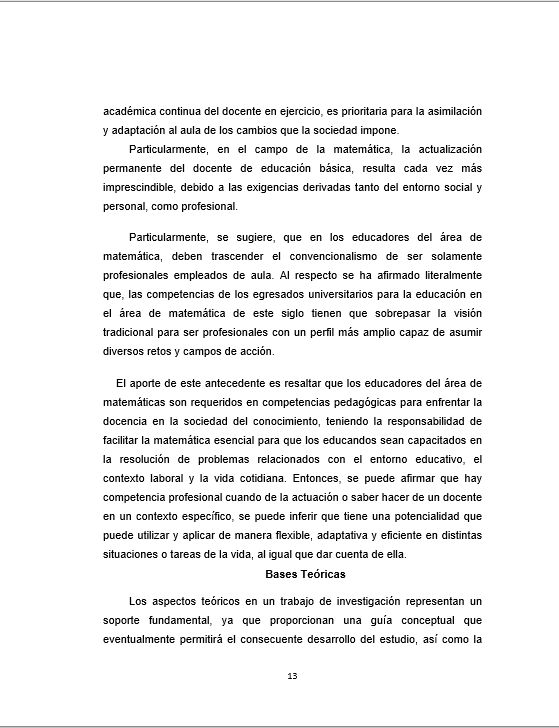 académica continua del docente en ejercicio, es prioritaria para la asimilación
y adaptación al aula de los cambios que la sociedad impone.
Particularmente, en el campo de la matemática, la actualización
permanente del docente de educación básica, resulta cada vez más
imprescindible, debido a las exigencias derivadas tanto del entorno social y
personal, como profesional.
Particularmente, se sugiere, que en los educadores del área de
matemática, deben trascender el convencionalismo de ser solamente
profesionales empleados de aula. Al respecto se ha afirmado literalmente
que, las competencias de los egresados universitarios para la educación en
el área de matemática de este siglo tienen que sobrepasar la visión
tradicional para ser profesionales con un perfil más amplio capaz de asumir
diversos retos y campos de acción.
El aporte de este antecedente es resaltar que los educadores del área de
matemáticas son requeridos en competencias pedagógicas para enfrentar la
docencia en la sociedad del conocimiento, teniendo la responsabilidad de
facilitar la matemática esencial para que los educandos sean capacitados en
la resolución de problemas relacionados con el entorno educativo, el
contexto laboral y la vida cotidiana. Entonces, se puede afirmar que hay
competencia profesional cuando de la actuación o saber hacer de un docente
en un contexto específico, se puede inferir que tiene una potencialidad que
puede utilizar y aplicar de manera flexible, adaptativa y eficiente en distintas
situaciones o tareas de la vida, al igual que dar cuenta de ella.
Bases Teóricas
Los aspectos teóricos en un trabajo de investigación representan un
soporte fundamental, ya que proporcionan una guía conceptual que
eventualmente permitirá el consecuente desarrollo del estudio, así como la
13